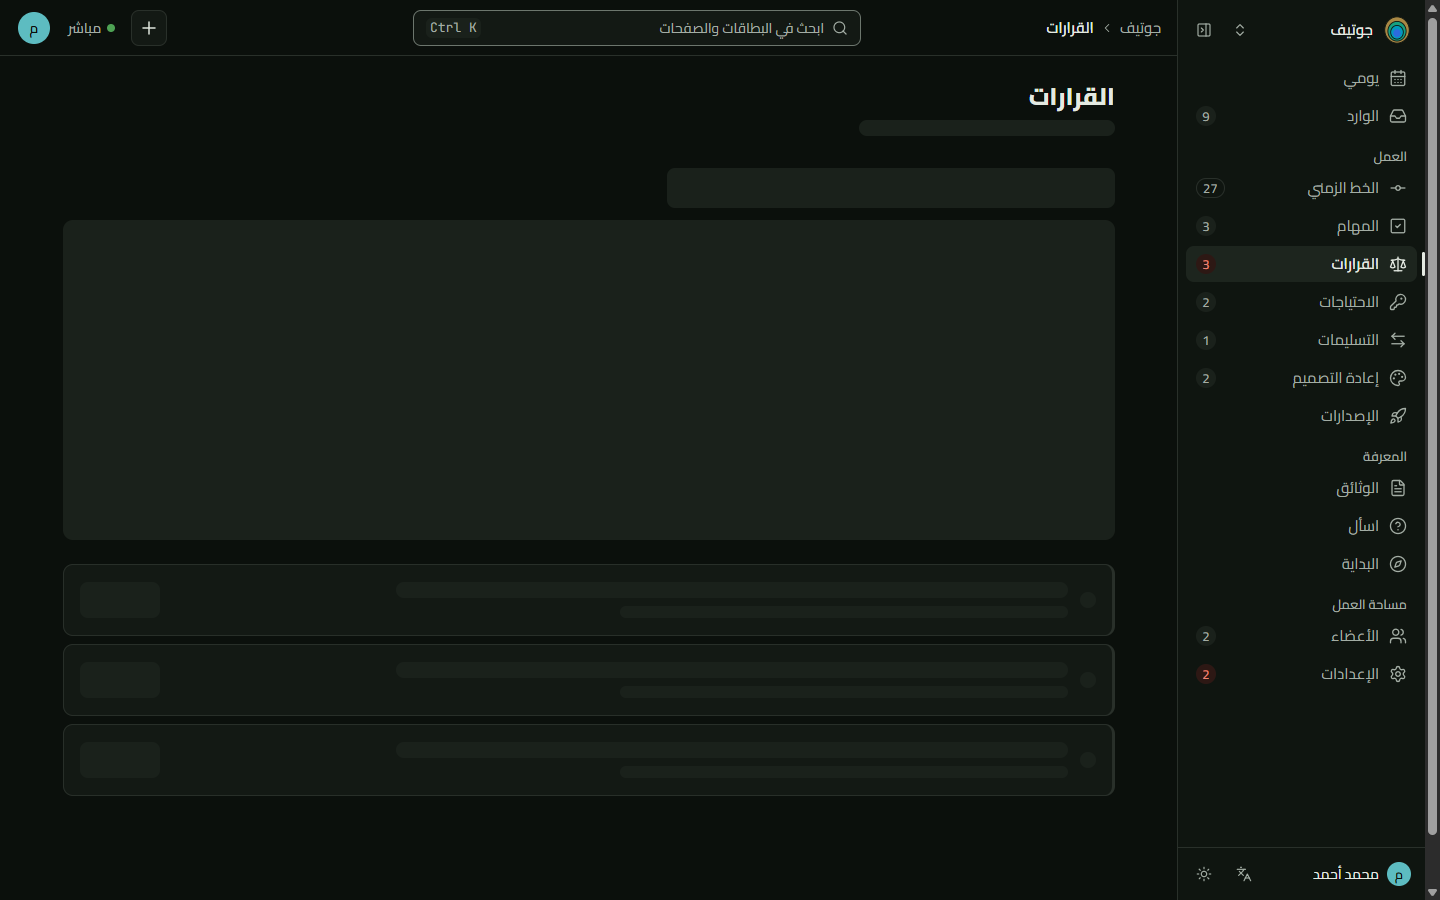 جوتيف
يومي
الوارد 9
العمل
الخط الزمني 27
المهام 3
القرارات 3
الاحتياجات 2
التسليمات 1
إعادة التصميم 2
الإصدارات
المعرفة
الوثائق
اسأل
البداية
مساحة العمل
الأعضاء 2
الإعدادات 2
م محمد أحمد
جوتيف القرارات
ابحث في البطاقات والصفحات Ctrl K
مباشر
م
القرارات